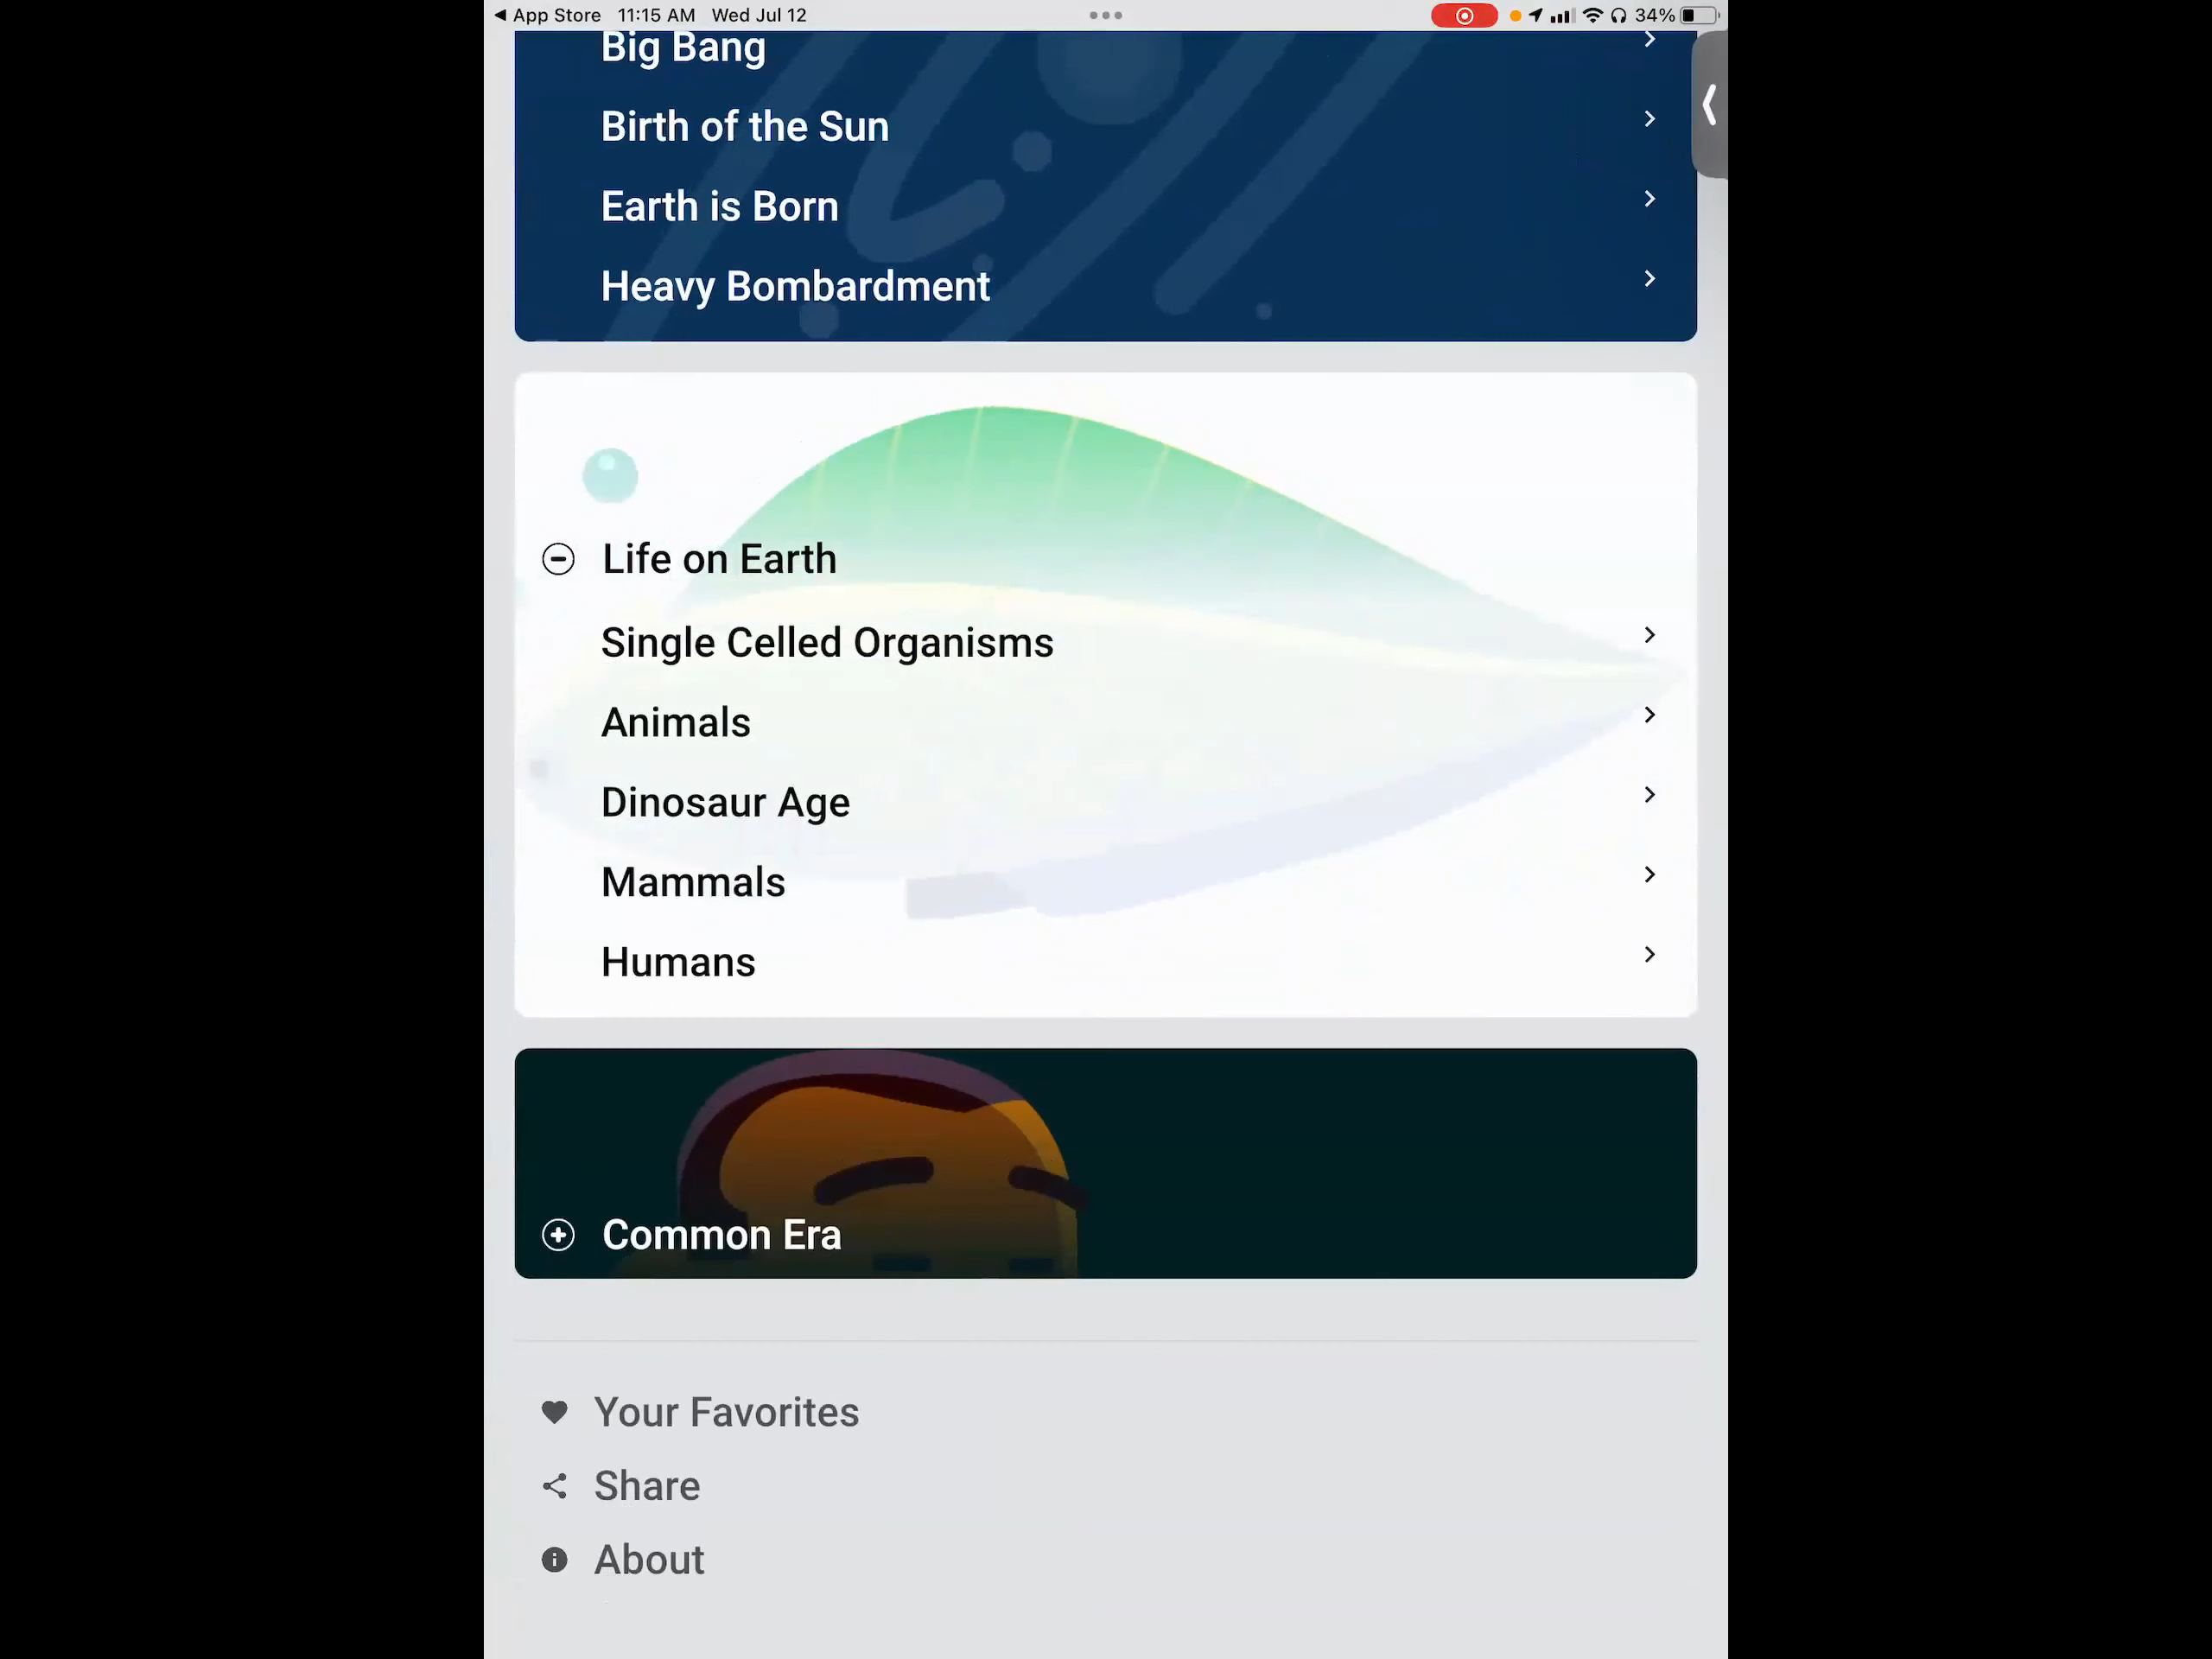 App Store 11:15 AM Wed Jul 12 34%
Big Bang
Birth of the Sun
Earth is Born
Heavy Bombardment
Life on Earth
Single Celled Organisms
Animals
Dinosaur Age
Mammals
Humans
Common Era
Your Favorites
Share
About